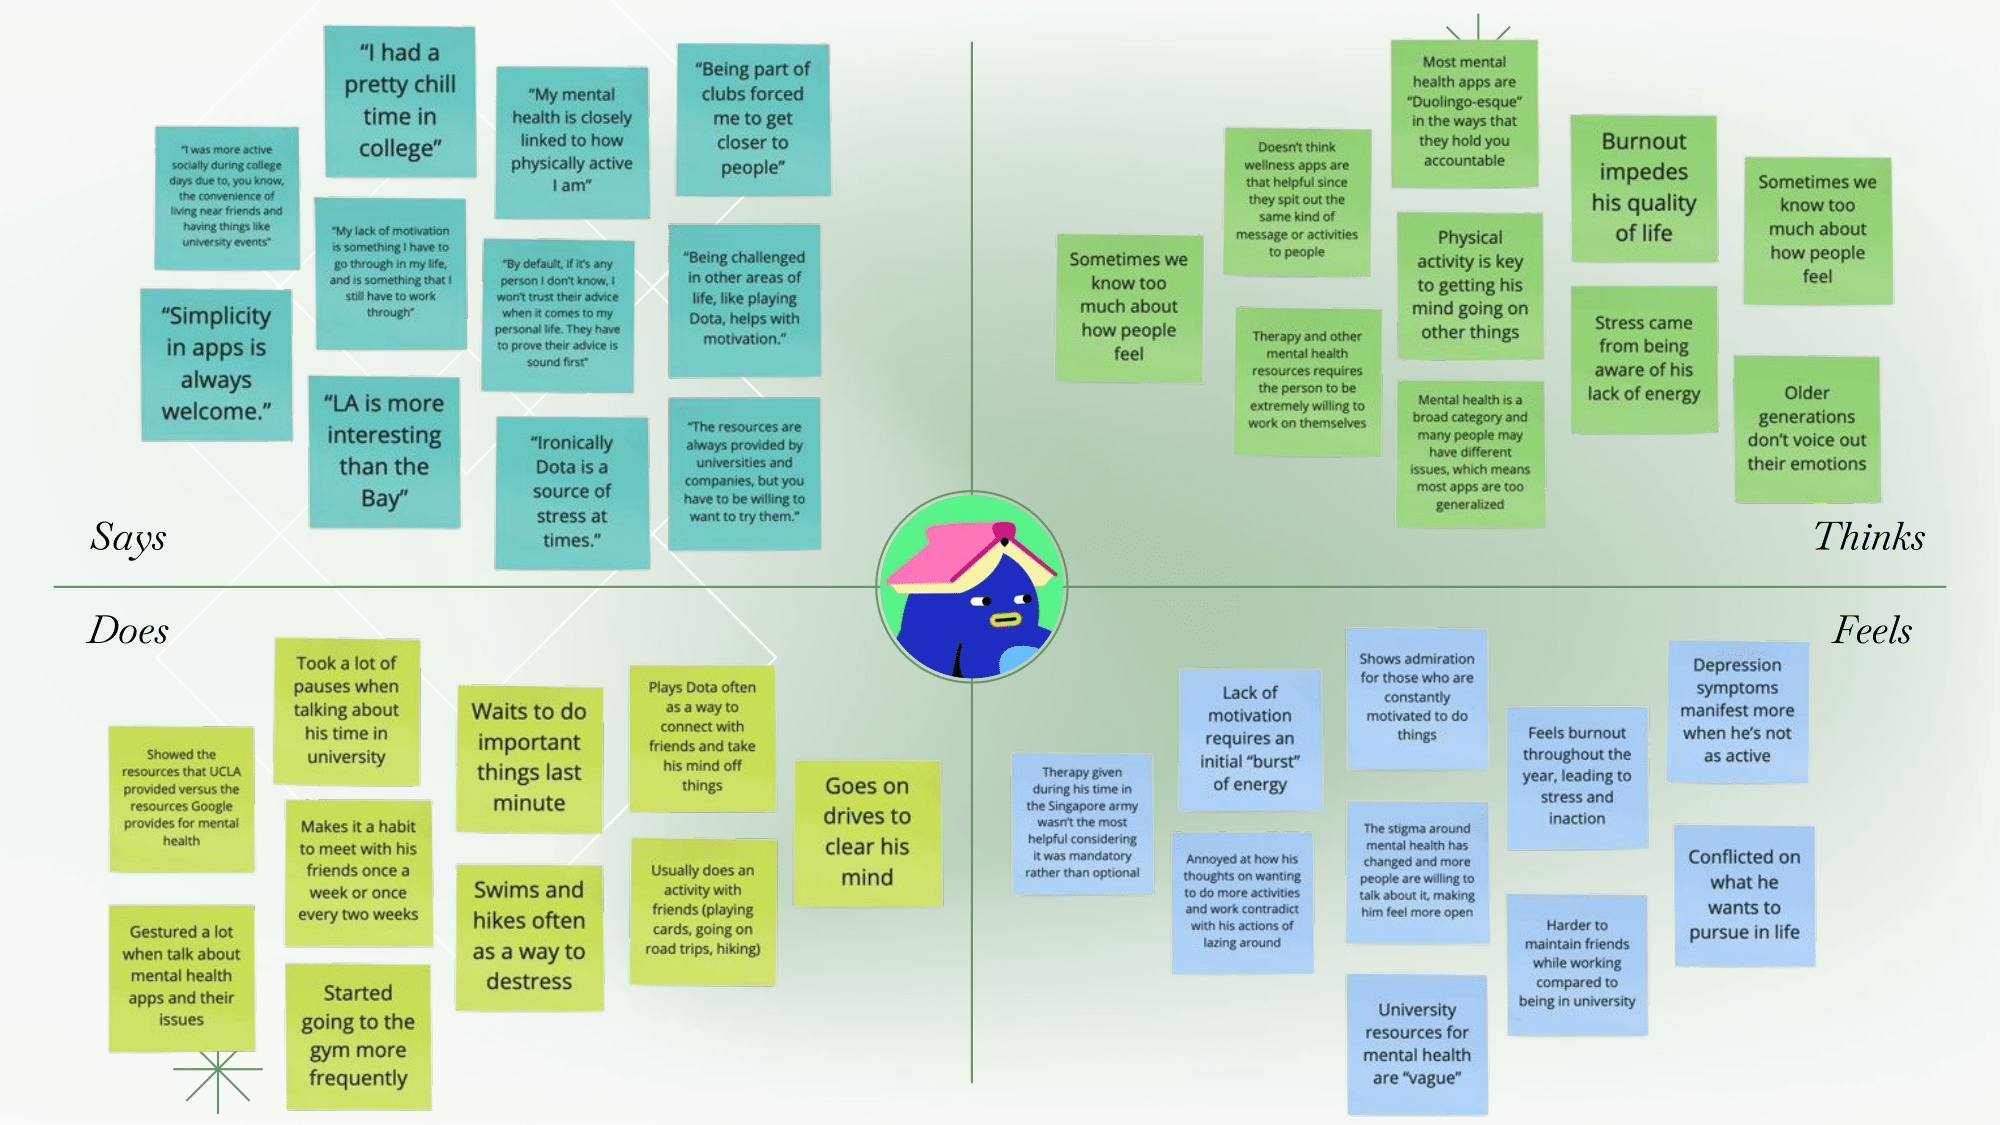 “I had a
pretty chill
time in
college”
“My mental
health is closely
linked to how
physically active
I am”
“Being part of
clubs forced
me to get
closer to
people”
“I was more active
socially during college
days due to, you know,
the convenience of
living near friends and
having things like
university events”
“My lack of motivation
is something I have to
go through in my life,
and is something that I
still have to work
through”
“By default, if it’s any
person I don’t know, I
won’t trust their advice
when it comes to my
personal life. They have
to prove their advice is
sound first”
“Being challenged
in other areas of
life, like playing
Dota, helps with
motivation.”
“Simplicity
in apps is
always
welcome.”
“LA is more
interesting
than the
Bay”
“Ironically
Dota is a
source of
stress at
times.”
“The resources are
always provided by
universities and
companies, but you
have to be willing to
want to try them.”
Says
Most mental
health apps are
“Duolingo-esque”
in the ways that
they hold you
accountable
Doesn’t think
wellness apps are
that helpful since
they spit out the
same kind of
message or activities
to people
Burnout
impedes
his quality
of life
Sometimes we
know too
much about
how people
feel
Sometimes we
know too
much about
how people
feel
Physical
activity is key
to getting his
mind going on
other things
Therapy and other
mental health
resources requires
the person to be
extremely willing to
work on themselves
Stress came
from being
aware of his
lack of energy
Mental health is a
broad category and
many people may
have different
issues, which means
most apps are too
generalized
Older
generations
don’t voice out
their emotions
Thinks
Does
Took a lot of
pauses when
talking about
his time in
university
Waits to do
important
things last
minute
Plays Dota often
as a way to
connect with
friends and take
his mind off
things
Showed the
resources that UCLA
provided versus the
resources Google
provides for mental
health
Makes it a habit
to meet with his
friends once a
week or once
every two weeks
Goes on
drives to
clear his
mind
Swims and
hikes often
as a way to
destress
Usually does an
activity with
friends (playing
cards, going on
road trips, hiking)
Gestured a lot
when talk about
mental health
apps and their
issues
Started
going to the
gym more
frequently
Feels
Shows admiration
for those who are
constantly
motivated to do
things
Depression
symptoms
manifest more
when he’s not
as active
Lack of
motivation
requires an
initial “burst”
of energy
Feels burnout
throughout the
year, leading to
stress and
inaction
Therapy given
during his time in
the Singapore army
wasn’t the most
helpful considering
it was mandatory
rather than optional
Annoyed at how his
thoughts on wanting
to do more activities
and work contradict
with his actions of
lazing around
The stigma around
mental health has
changed and more
people are willing to
talk about it, making
him feel more open
Conflicted on
what he
wants to
pursue in life
Harder to
maintain friends
while working
compared to
being in university
University
resources for
mental health
are “vague”